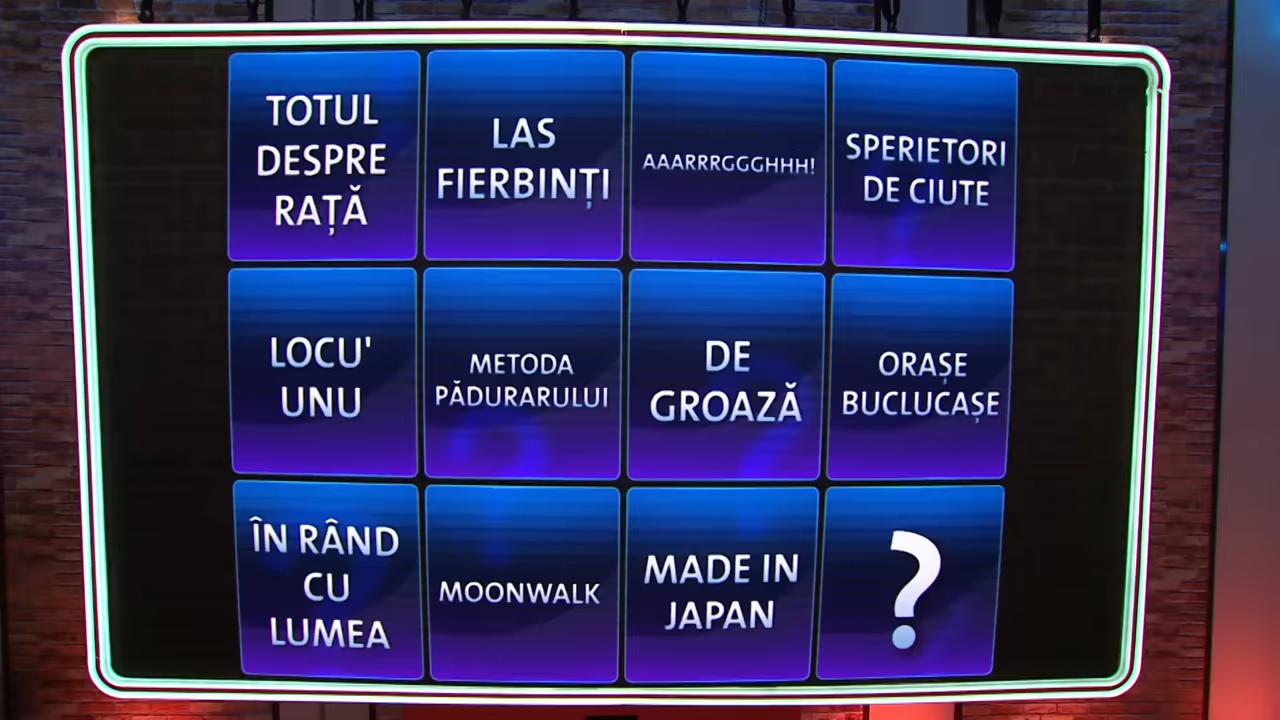 TOTUL
DESPRE
RAȚĂ
LAS
FIERBINȚI
AAARRRGGGHHH!
SPERIETORI
DE CIUTE
LOCU'
UNU
METODA
PĂDURARULUI
DE
GROAZĂ
ORAȘE
BUCLUCAȘE
ÎN RÂND
CU
LUMEA
MOONWALK
MADE IN
JAPAN
?